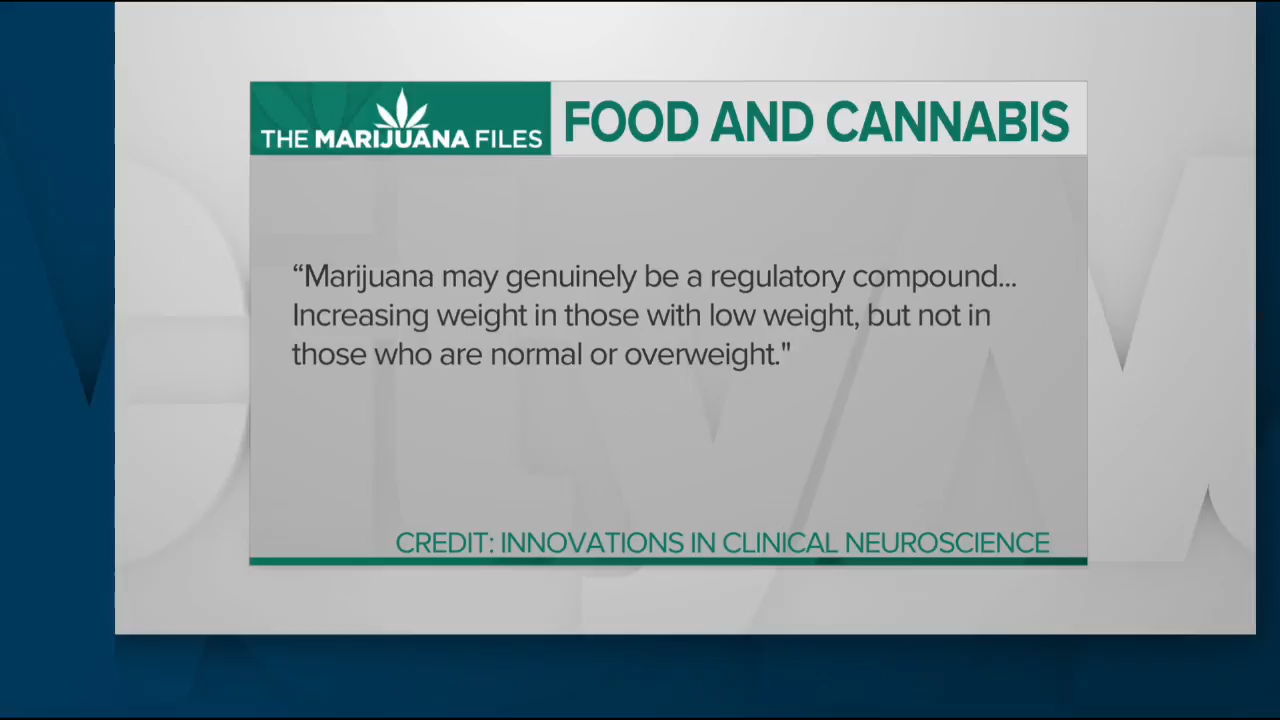 THE MARIJUANA FILES
FOOD AND CANNABIS
“Marijuana may genuinely be a regulatory compound...
Increasing weight in those with low weight, but not in
those who are normal or overweight."
CREDIT: INNOVATIONS IN CLINICAL NEUROSCIENCE